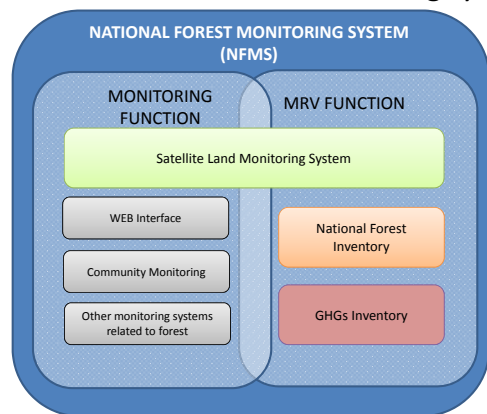 NATIONAL FOREST MONITORING SYSTEM
(NFMS)
MONITORING
FUNCTION
MRV FUNCTION
Satellite Land Monitoring System
WEB Interface
Community Monitoring
Other monitoring systems
related to forest
National Forest
Inventory
GHGs Inventory